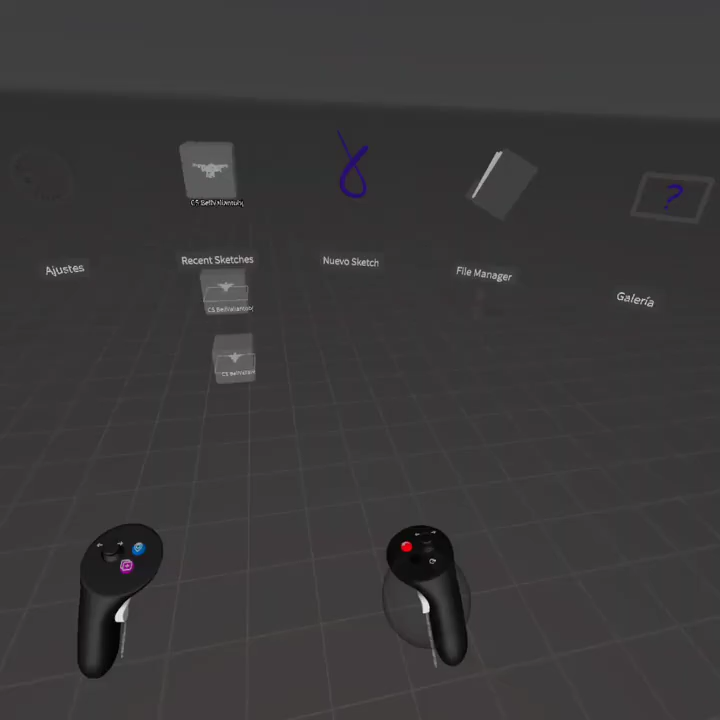 Ajustes
Recent Sketches
Nuevo Sketch
File Manager
Galería
?